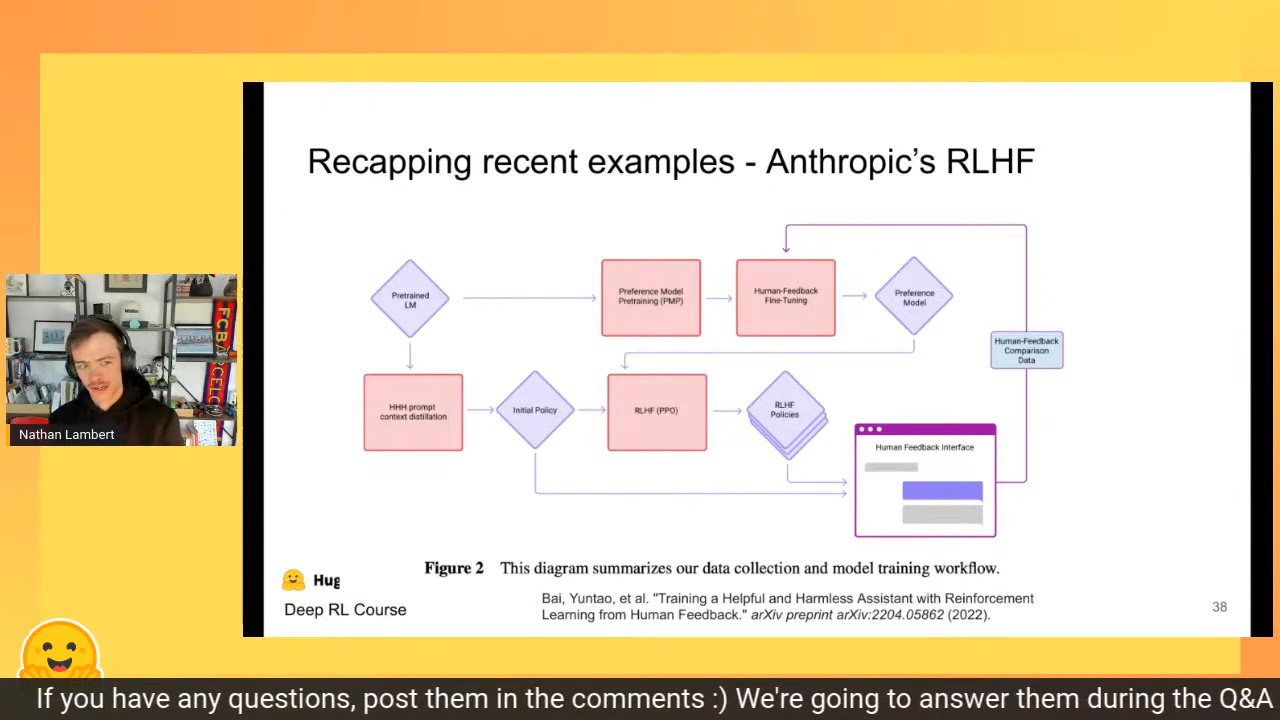 Recapping recent examples - Anthropic's RLHF
Pretrained
LM
Preference Model
Pretraining (PMP)
Human-Feedback
Fine-Tuning
Preference
Model
Human-Feedback
Comparison
Data
HHH prompt
context distillation
Initial Policy
RLHF (PPO)
RLHF
Policies
Human Feedback Interface
FCBARCELO
Nathan Lambert
Figure 2 This diagram summarizes our data collection and model training workflow.
Hug
Deep RL Course
Bai, Yuntao, et al. "Training a Helpful and Harmless Assistant with Reinforcement
Learning from Human Feedback." arXiv preprint arXiv:2204.05862 (2022).
38
If you have any questions, post them in the comments :) We're going to answer them during the Q&A